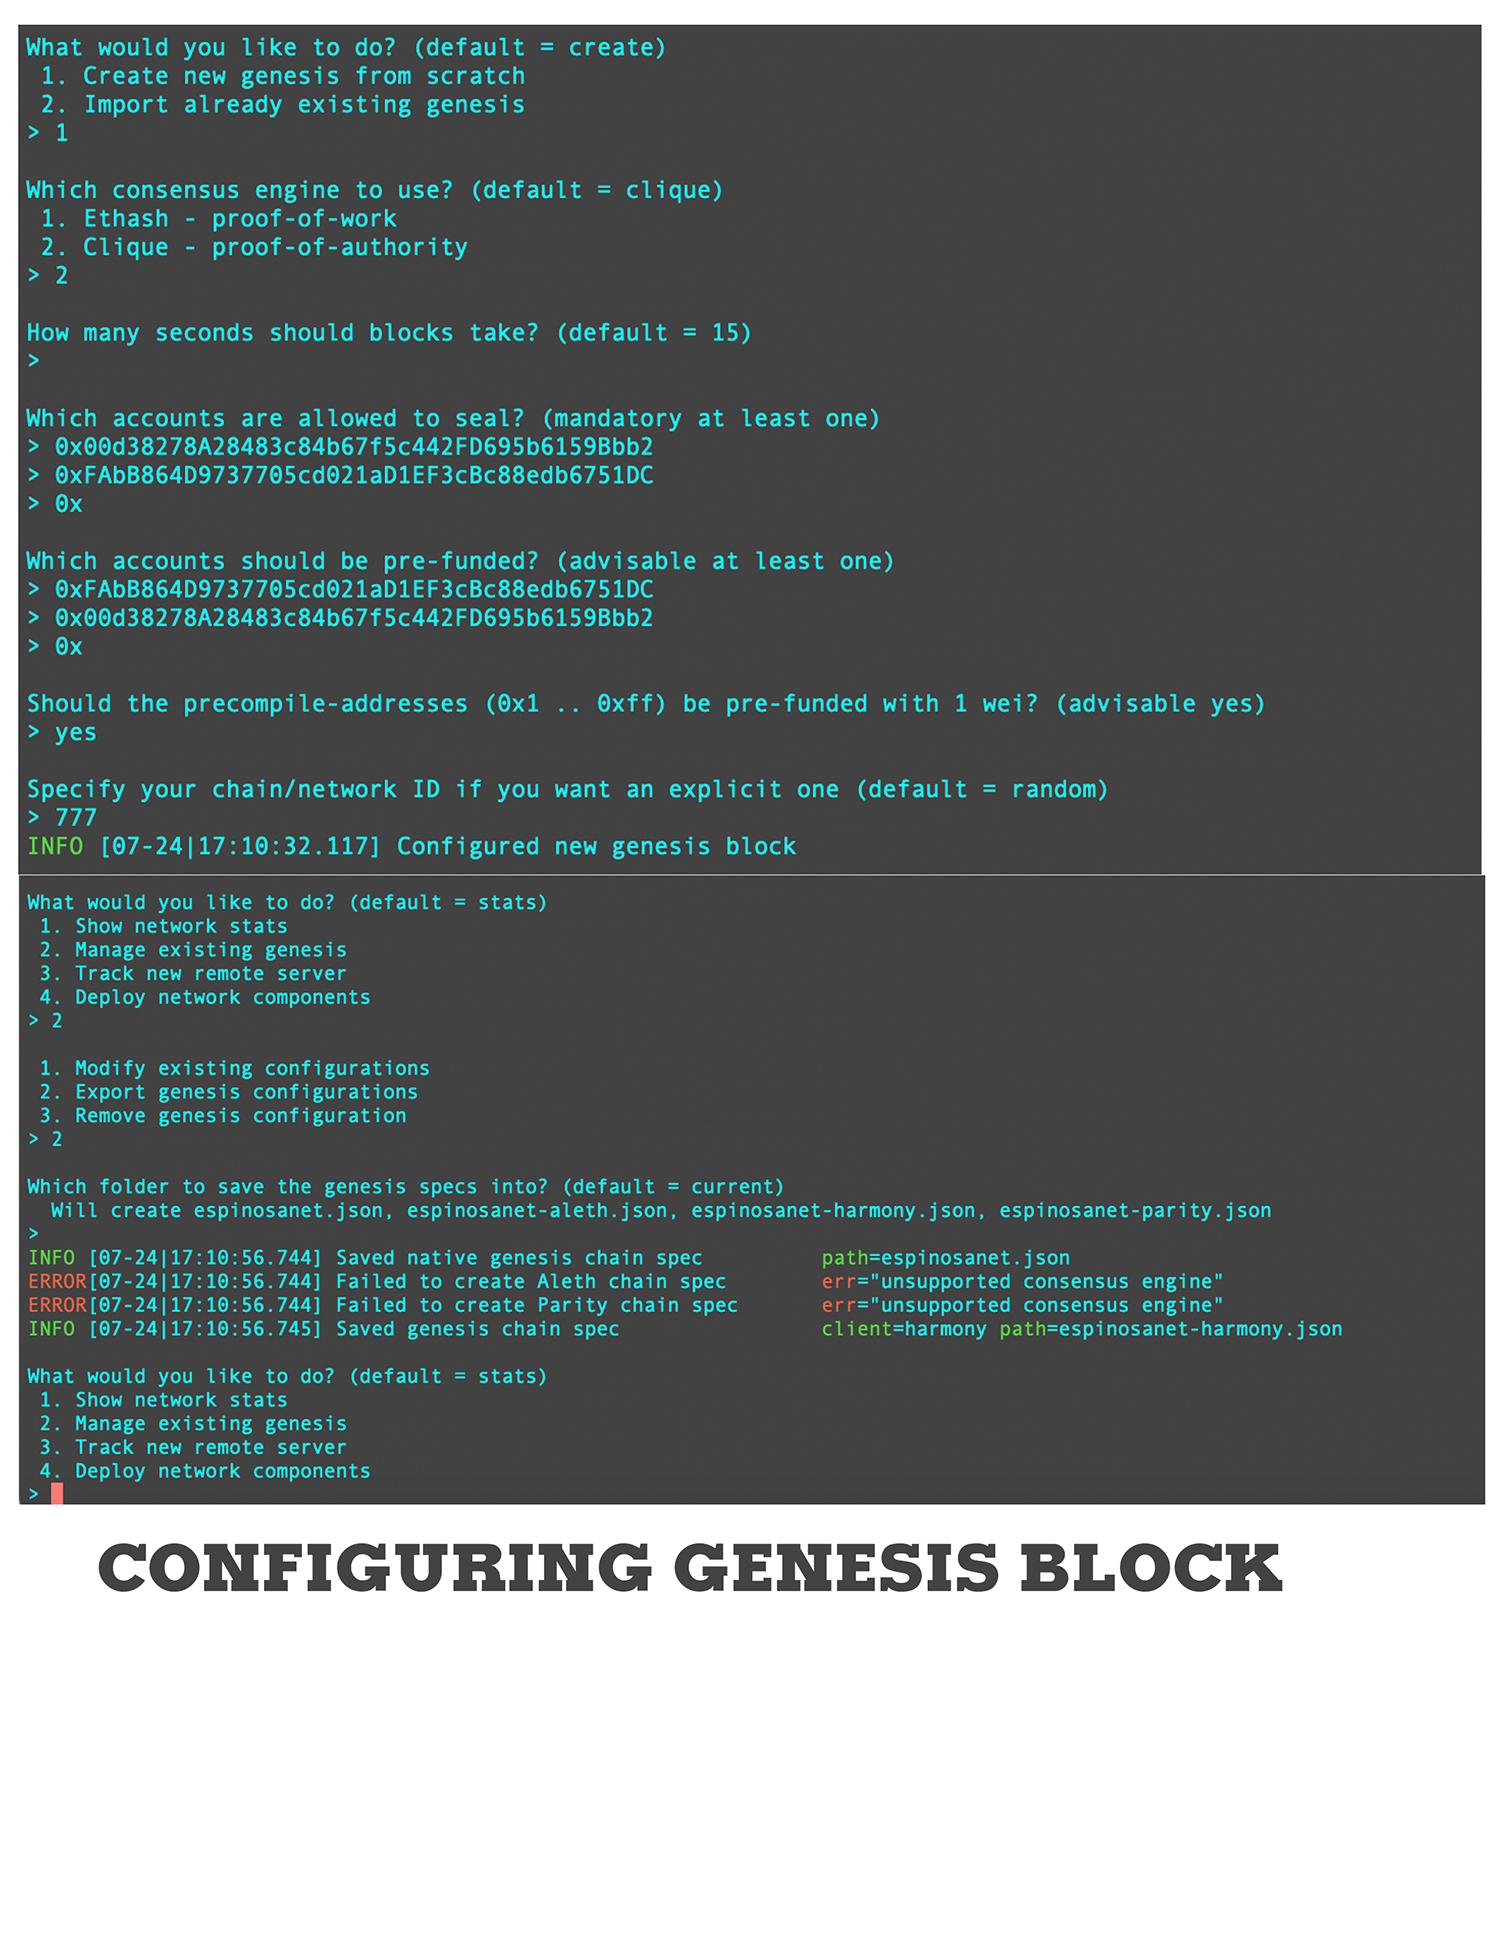 What would you like to do? (default = create)
1. Create new genesis from scratch
2. Import already existing genesis
> 1
Which consensus engine to use? (default = clique)
1. Ethash - proof-of-work
2. Clique - proof-of-authority
> 2
How many seconds should blocks take? (default = 15)
>
Which accounts are allowed to seal? (mandatory at least one)
> 0x00d38278A28483c84b67f5c442FD695b6159Bbb2
> 0xFAbB864D9737705cd021aD1EF3cBc88edb6751DC
> 0x
Which accounts should be pre-funded? (advisable at least one)
> 0xFAbB864D9737705cd021aD1EF3cBc88edb6751DC
> 0x00d38278A28483c84b67f5c442FD695b6159Bbb2
> 0x
Should the precompile-addresses (0x1 .. 0xff) be pre-funded with 1 wei? (advisable yes)
> yes
Specify your chain/network ID if you want an explicit one (default = random)
> 777
INFO [07-24|17:10:32.117] Configured new genesis block
What would you like to do? (default = stats)
1. Show network stats
2. Manage existing genesis
3. Track new remote server
4. Deploy network components
> 2
1. Modify existing configurations
2. Export genesis configurations
3. Remove genesis configuration
> 2
Which folder to save the genesis specs into? (default = current)
Will create espinosanet.json, espinosanet-aleth.json, espinosanet-harmony.json, espinosanet-parity.json
>
INFO [07-24|17:10:56.744] Saved native genesis chain spec path=espinosanet.json
ERROR[07-24|17:10:56.744] Failed to create Aleth chain spec err="unsupported consensus engine"
ERROR[07-24|17:10:56.744] Failed to create Parity chain spec err="unsupported consensus engine"
INFO [07-24|17:10:56.745] Saved genesis chain spec client=harmony path=espinosanet-harmony.json
What would you like to do? (default = stats)
1. Show network stats
2. Manage existing genesis
3. Track new remote server
4. Deploy network components
>
CONFIGURING GENESIS BLOCK